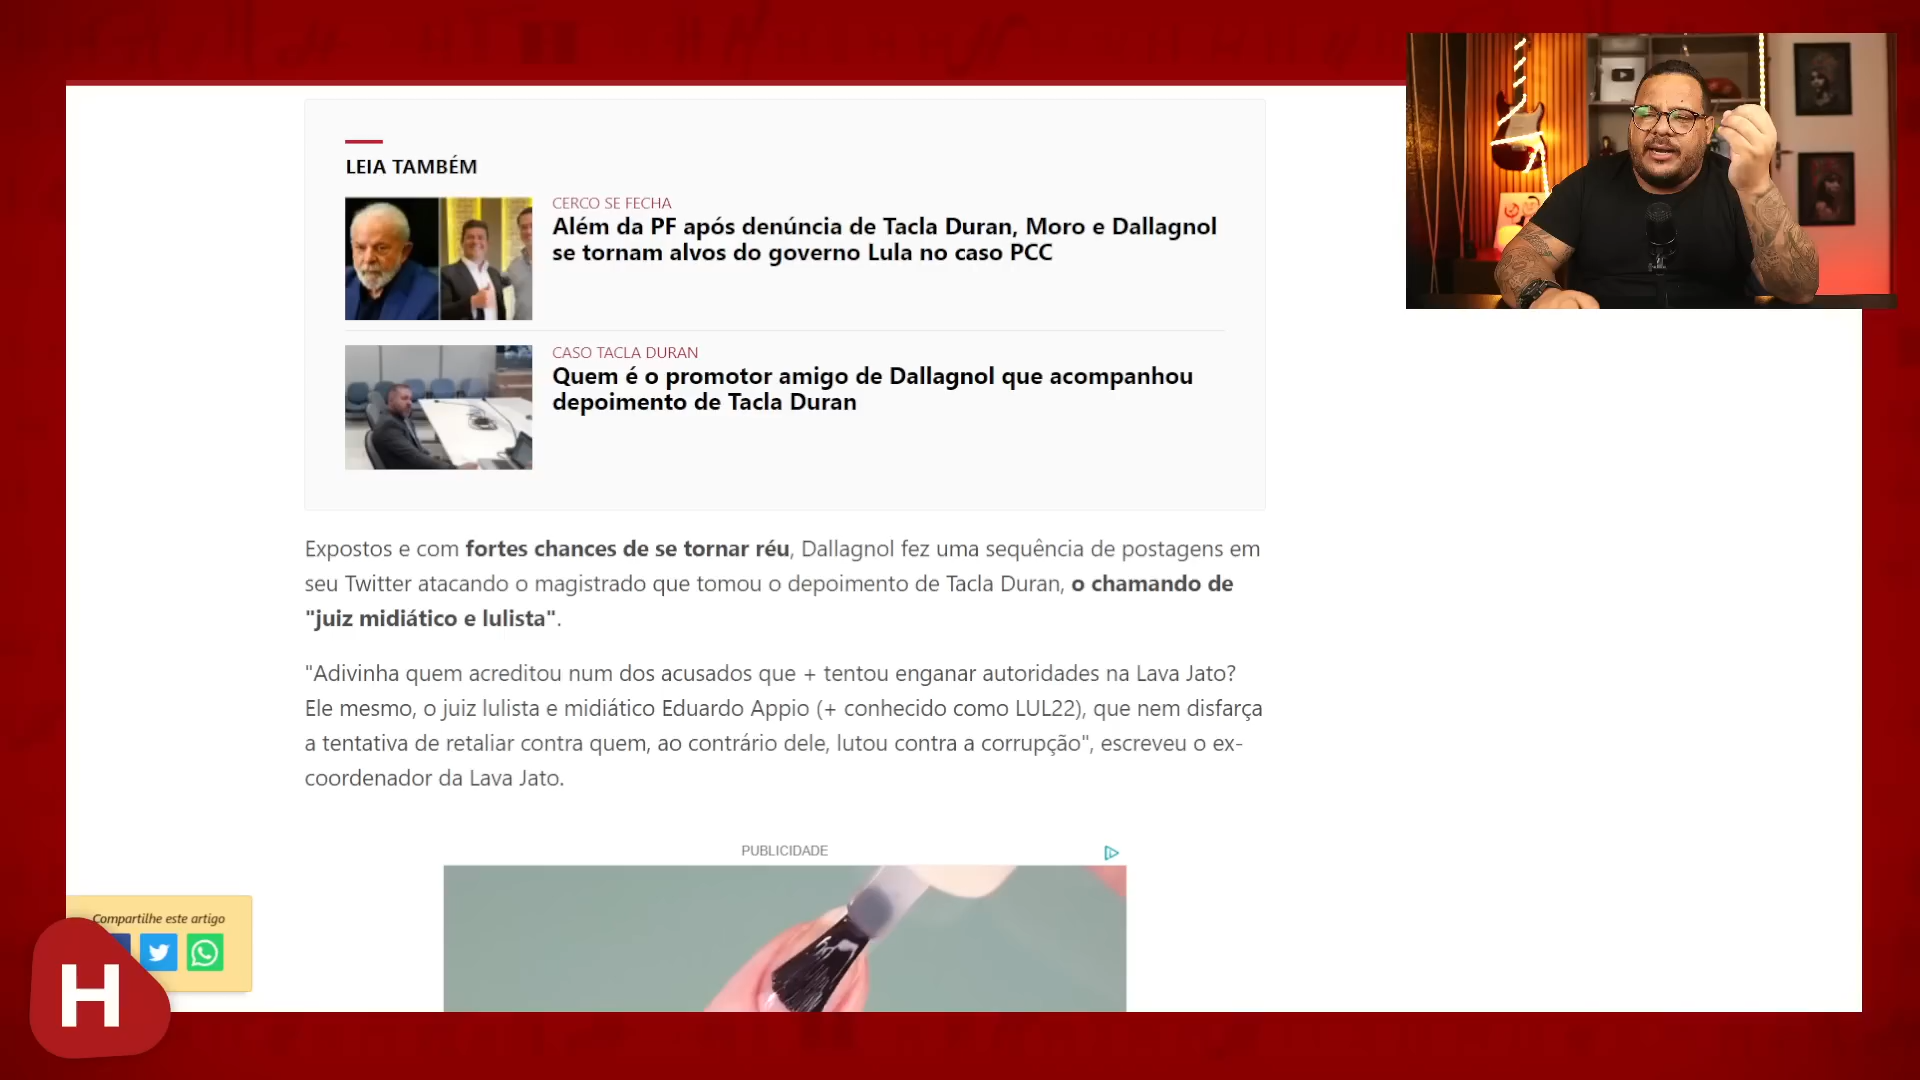 LEIA TAMBÉM
CERCO SE FECHA
Além da PF após denúncia de Tacla Duran, Moro e Dallagnol
se tornam alvos do governo Lula no caso PCC
CASO TACLA DURAN
Quem é o promotor amigo de Dallagnol que acompanhou
depoimento de Tacla Duran
Expostos e com fortes chances de se tornar réu, Dallagnol fez uma sequência de postagens em
seu Twitter atacando o magistrado que tomou o depoimento de Tacla Duran, o chamando de
"juiz midiático e lulista".
"Adivinha quem acreditou num dos acusados que + tentou enganar autoridades na Lava Jato?
Ele mesmo, o juiz lulista e midiático Eduardo Appio (+ conhecido como LUL22), que nem disfarça
a tentativa de retaliar contra quem, ao contrário dele, lutou contra a corrupção", escreveu o ex-
coordenador da Lava Jato.
PUBLICIDADE
Compartilhe este artigo
H